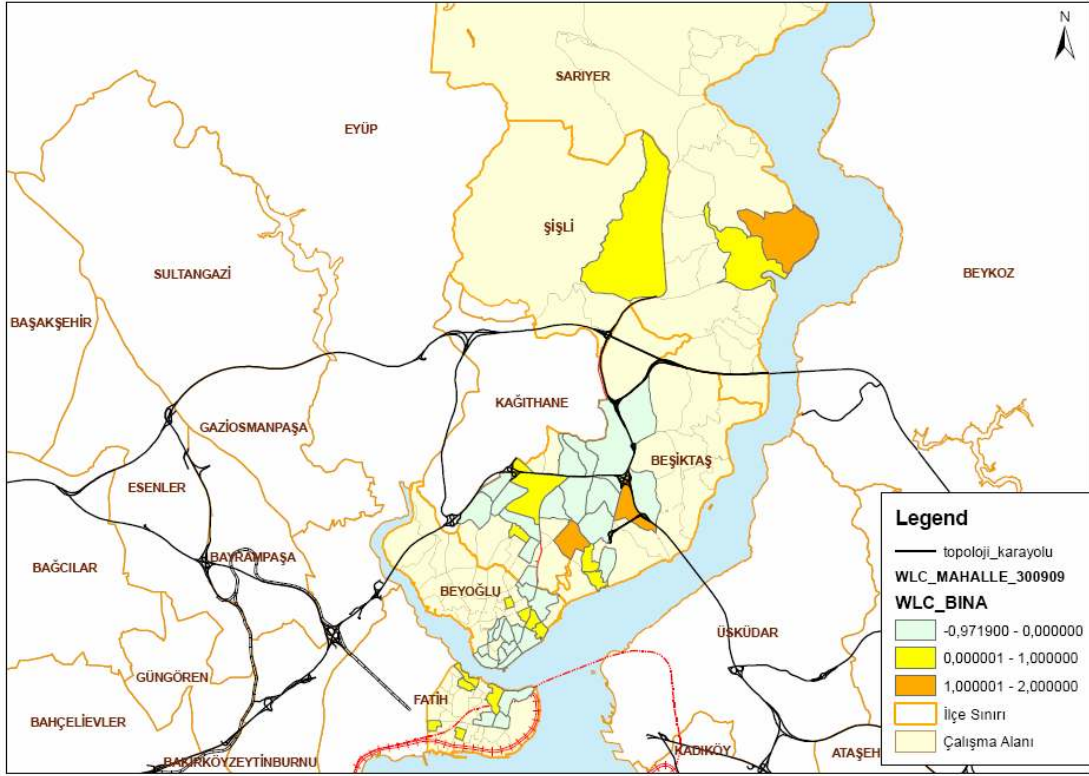 N
SARIYER
EYÜP
ŞİŞLİ
SULTANGAZİ
BEYKOZ
BAŞAKŞEHİR
KAĞITHANE
GAZİOSMANPAŞA
BEŞİKTAŞ
ESENLER
BAYRAMPAŞA
BAĞCILAR
BEYOĞLU
ÜSKÜDAR
GÜNGÖREN
FATİH
BAHÇELİEVLER
KADIKÖY
ATAŞEH
BAKIRKÖYZEYTİNBURNU
Legend
topoloji_karayolu
WLC_MAHALLE_300909
WLC_BINA
-0,971900 - 0,000000
0,000001 - 1,000000
1,000001 - 2,000000
İlçe Sınırı
Çalışma Alanı